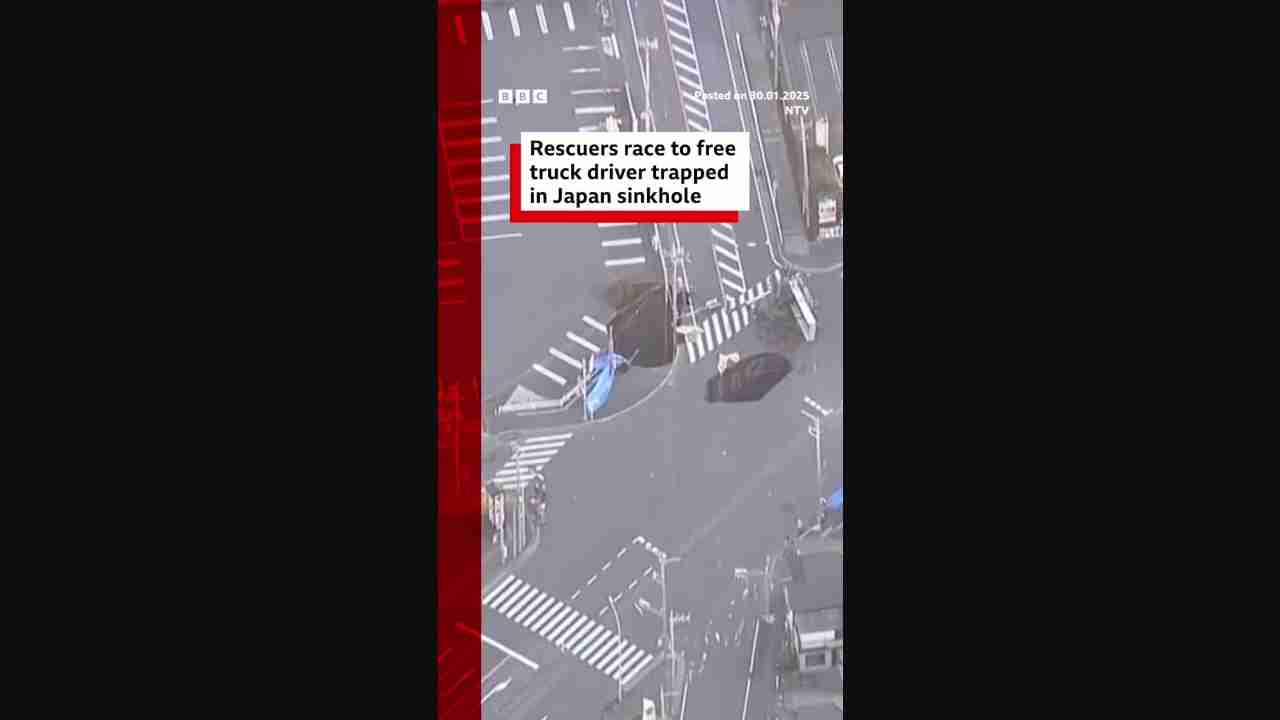 BBC
Posted on 30.01.2025
NTV
Rescuers race to free
truck driver trapped
in Japan sinkhole